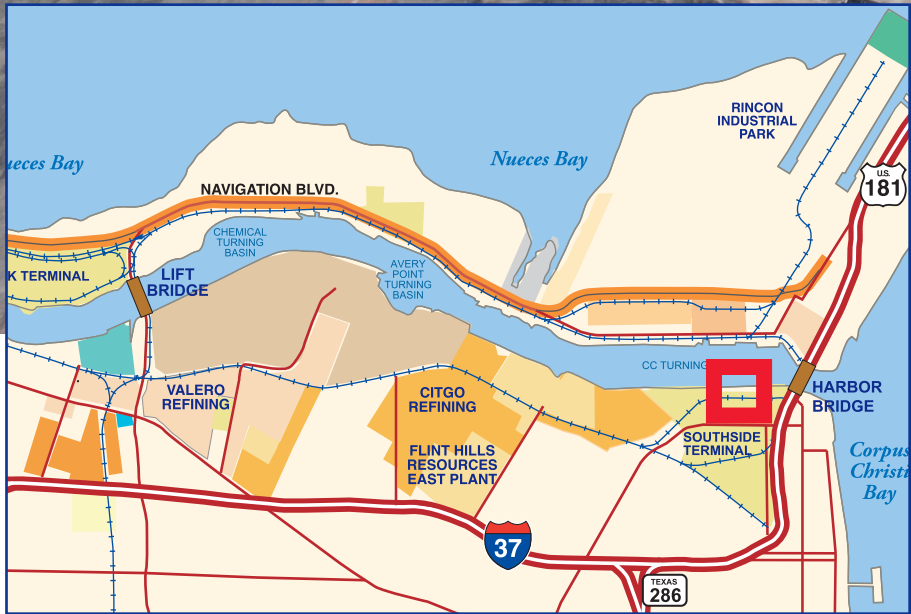 RINCON
INDUSTRIAL
PARK
Nueces Bay
ueces Bay
U.S.
181
NAVIGATION BLVD.
CHEMICAL
TURNING
BASIN
AVERY
POINT
TURNING
BASIN
K TERMINAL
LIFT
BRIDGE
CC TURNING
VALERO
REFINING
CITGO
REFINING
HARBOR
BRIDGE
FLINT HILLS
RESOURCES
EAST PLANT
SOUTHSIDE
TERMINAL
Corpus
Christi
Bay
37
TEXAS
286